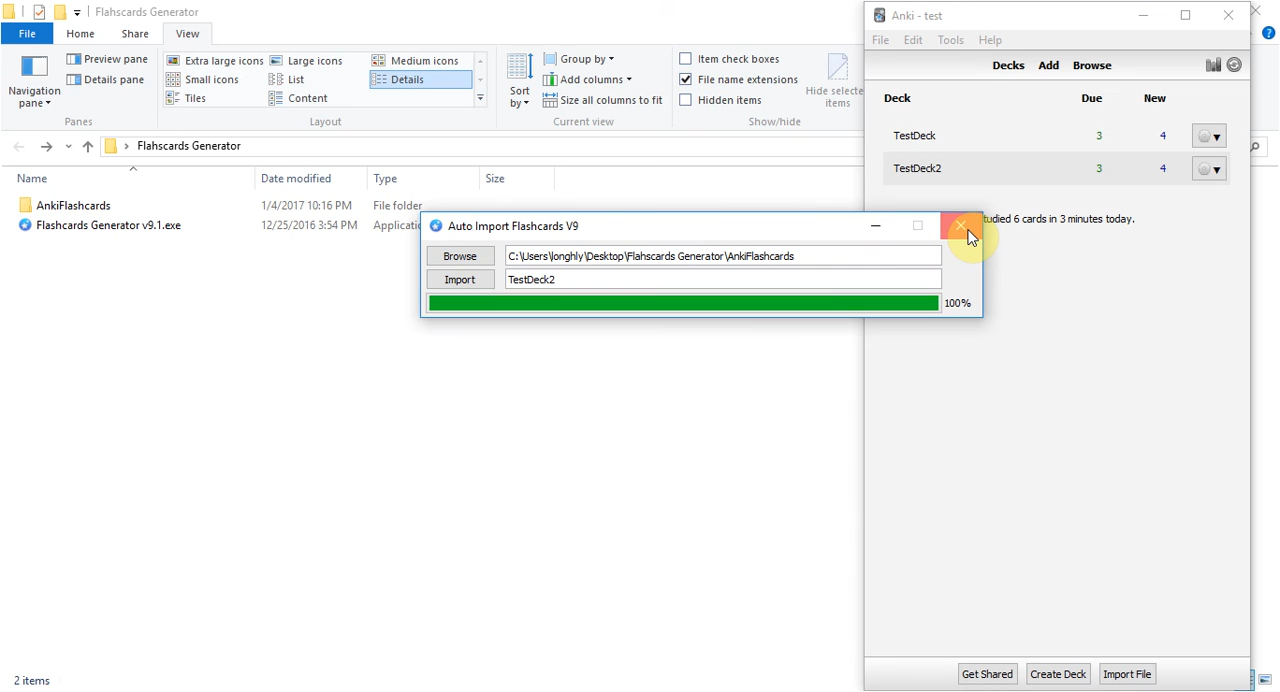 Flahscards Generator
File Home Share View
Navigation pane
Preview pane
Details pane
Panes
Extra large icons Large icons Medium icons
Small icons List Details
Tiles Content
Layout
Sort by
Group by
Add columns
Size all columns to fit
Current view
Item check boxes
File name extensions
Hidden items
Hide selecte
items
Show/hide
Flahscards Generator
Name Date modified Type Size
AnkiFlashcards 1/4/2017 10:16 PM File folder
Flashcards Generator v9.1.exe 12/25/2016 3:54 PM Applicatio
2 items
Auto Import Flashcards V9
Browse C:\Users\longhly\Desktop\Flahscards Generator\AnkiFlashcards
Import TestDeck2
100%
Anki - test
File Edit Tools Help
Decks Add Browse
Deck Due New
TestDeck 3 4
TestDeck2 3 4
tudied 6 cards in 3 minutes today.
Get Shared Create Deck Import File